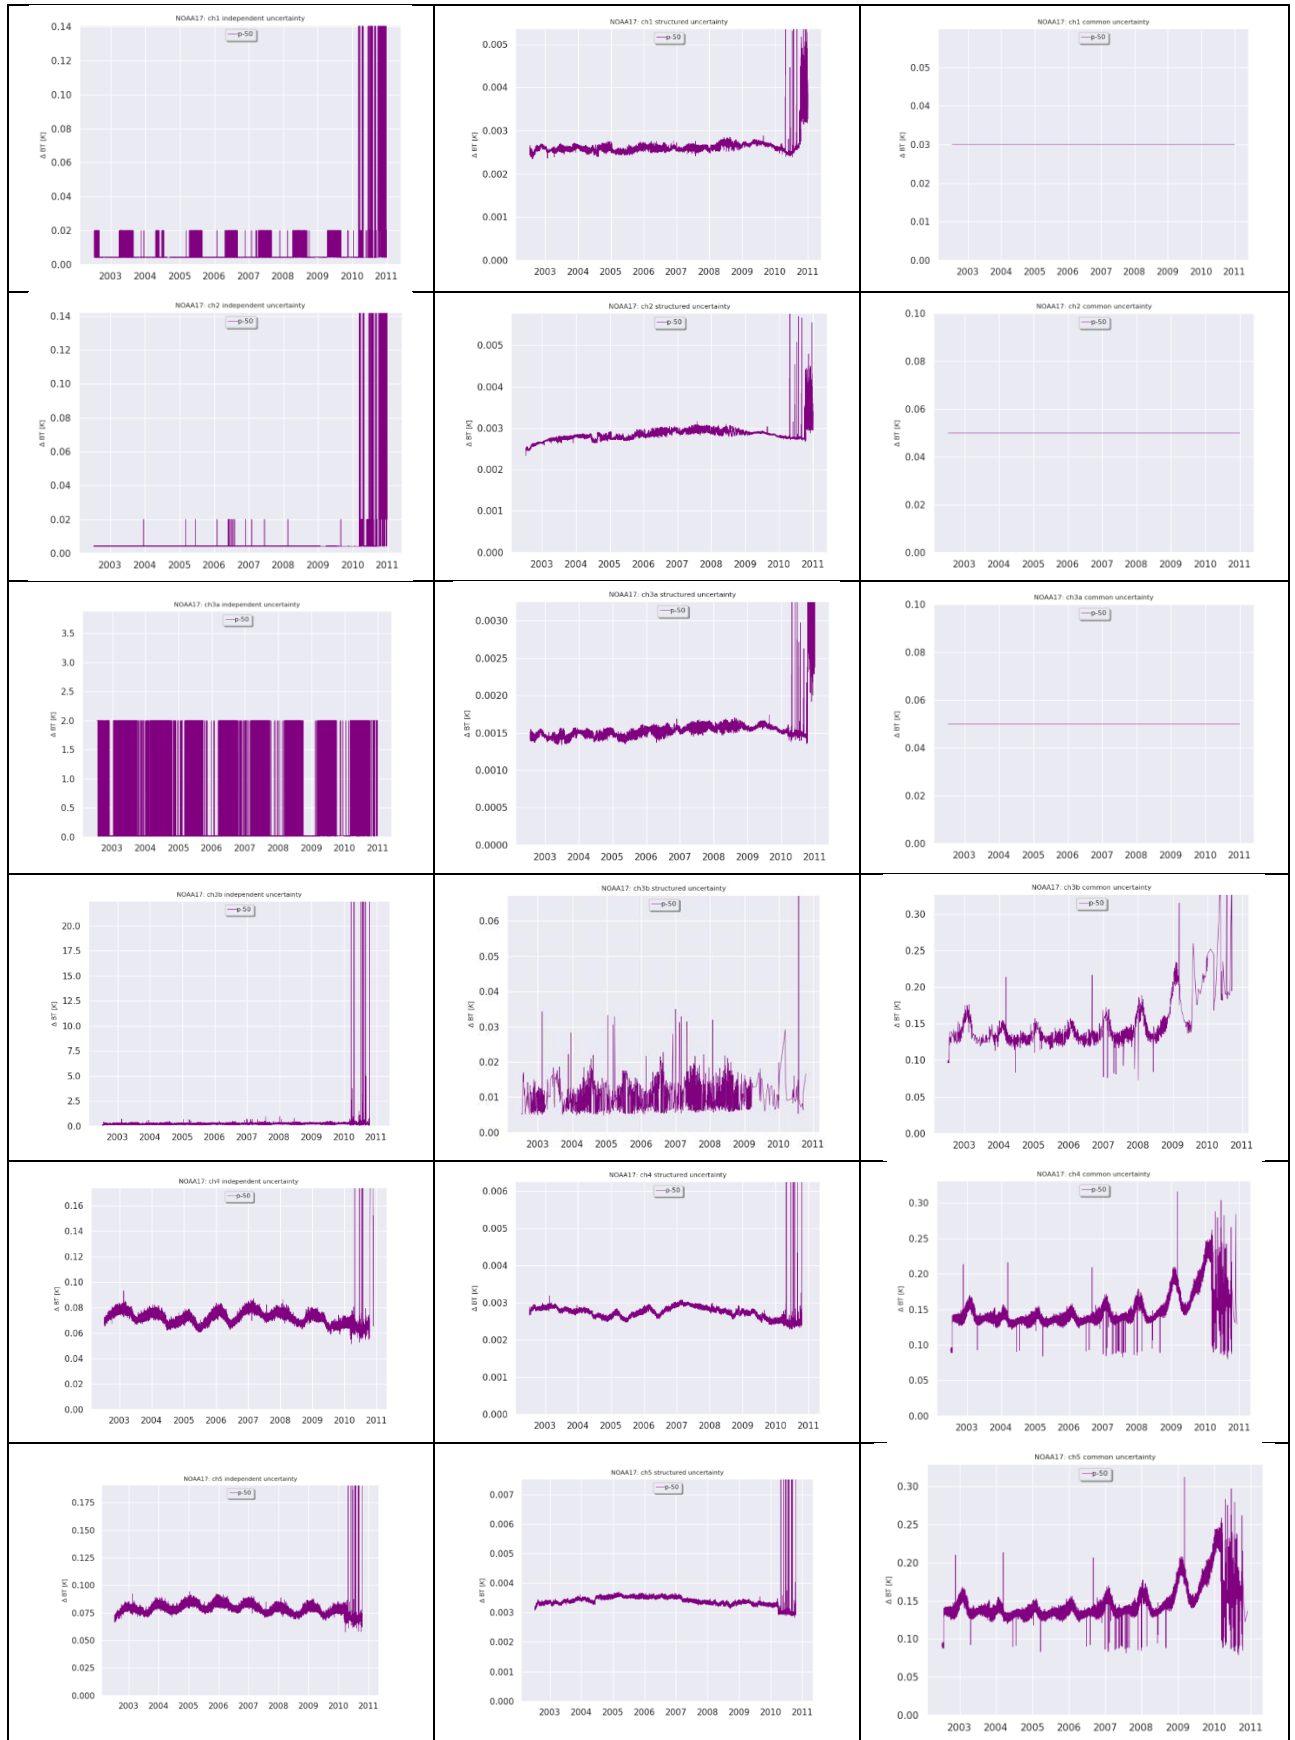 NOAA17: ch1 independent uncertainty
p-50
Δ BT [K]
0.14
0.12
0.10
0.08
0.06
0.04
0.02
0.00
2003 2004 2005 2006 2007 2008 2009 2010 2011
NOAA17: ch1 structured uncertainty
p-50
Δ BT [K]
0.005
0.004
0.003
0.002
0.001
0.000
2003 2004 2005 2006 2007 2008 2009 2010 2011
NOAA17: ch1 common uncertainty
p-50
Δ BT [K]
0.05
0.04
0.03
0.02
0.01
0.00
2003 2004 2005 2006 2007 2008 2009 2010 2011
NOAA17: ch2 independent uncertainty
p-50
Δ BT [K]
0.14
0.12
0.10
0.08
0.06
0.04
0.02
0.00
2003 2004 2005 2006 2007 2008 2009 2010 2011
NOAA17: ch2 structured uncertainty
p-50
Δ BT [K]
0.005
0.004
0.003
0.002
0.001
0.000
2003 2004 2005 2006 2007 2008 2009 2010 2011
NOAA17: ch2 common uncertainty
p-50
Δ BT [K]
0.10
0.08
0.06
0.04
0.02
0.00
2003 2004 2005 2006 2007 2008 2009 2010 2011
NOAA17: ch3a independent uncertainty
p-50
Δ BT [K]
3.5
3.0
2.5
2.0
1.5
1.0
0.5
0.0
2003 2004 2005 2006 2007 2008 2009 2010 2011
NOAA17: ch3a structured uncertainty
p-50
Δ BT [K]
0.0030
0.0025
0.0020
0.0015
0.0010
0.0005
0.0000
2003 2004 2005 2006 2007 2008 2009 2010 2011
NOAA17: ch3a common uncertainty
p-50
Δ BT [K]
0.10
0.08
0.06
0.04
0.02
0.00
2003 2004 2005 2006 2007 2008 2009 2010 2011
NOAA17: ch3b independent uncertainty
p-50
Δ BT [K]
20.0
17.5
15.0
12.5
10.0
7.5
5.0
2.5
0.0
2003 2004 2005 2006 2007 2008 2009 2010 2011
NOAA17: ch3b structured uncertainty
p-50
Δ BT [K]
0.06
0.05
0.04
0.03
0.02
0.01
0.00
2003 2004 2005 2006 2007 2008 2009 2010 2011
NOAA17: ch3b common uncertainty
p-50
Δ BT [K]
0.30
0.25
0.20
0.15
0.10
0.05
0.00
2003 2004 2005 2006 2007 2008 2009 2010 2011
NOAA17: ch4 independent uncertainty
p-50
Δ BT [K]
0.16
0.14
0.12
0.10
0.08
0.06
0.04
0.02
0.00
2003 2004 2005 2006 2007 2008 2009 2010 2011
NOAA17: ch4 structured uncertainty
p-50
Δ BT [K]
0.006
0.005
0.004
0.003
0.002
0.001
0.000
2003 2004 2005 2006 2007 2008 2009 2010 2011
NOAA17: ch4 common uncertainty
p-50
Δ BT [K]
0.30
0.25
0.20
0.15
0.10
0.05
0.00
2003 2004 2005 2006 2007 2008 2009 2010 2011
NOAA17: ch5 independent uncertainty
p-50
Δ BT [K]
0.175
0.150
0.125
0.100
0.075
0.050
0.025
0.000
2003 2004 2005 2006 2007 2008 2009 2010 2011
NOAA17: ch5 structured uncertainty
p-50
Δ BT [K]
0.007
0.006
0.005
0.004
0.003
0.002
0.001
0.000
2003 2004 2005 2006 2007 2008 2009 2010 2011
NOAA17: ch5 common uncertainty
p-50
Δ BT [K]
0.30
0.25
0.20
0.15
0.10
0.05
0.00
2003 2004 2005 2006 2007 2008 2009 2010 2011